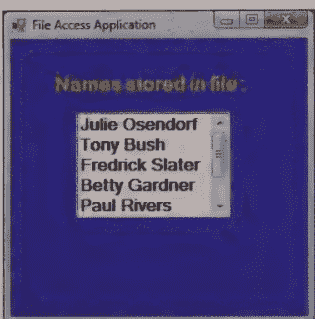 File Access Application
Names stored in file:
Julie Osendorf
Tony Bush
Fredrick Slater
Betty Gardner
Paul Rivers